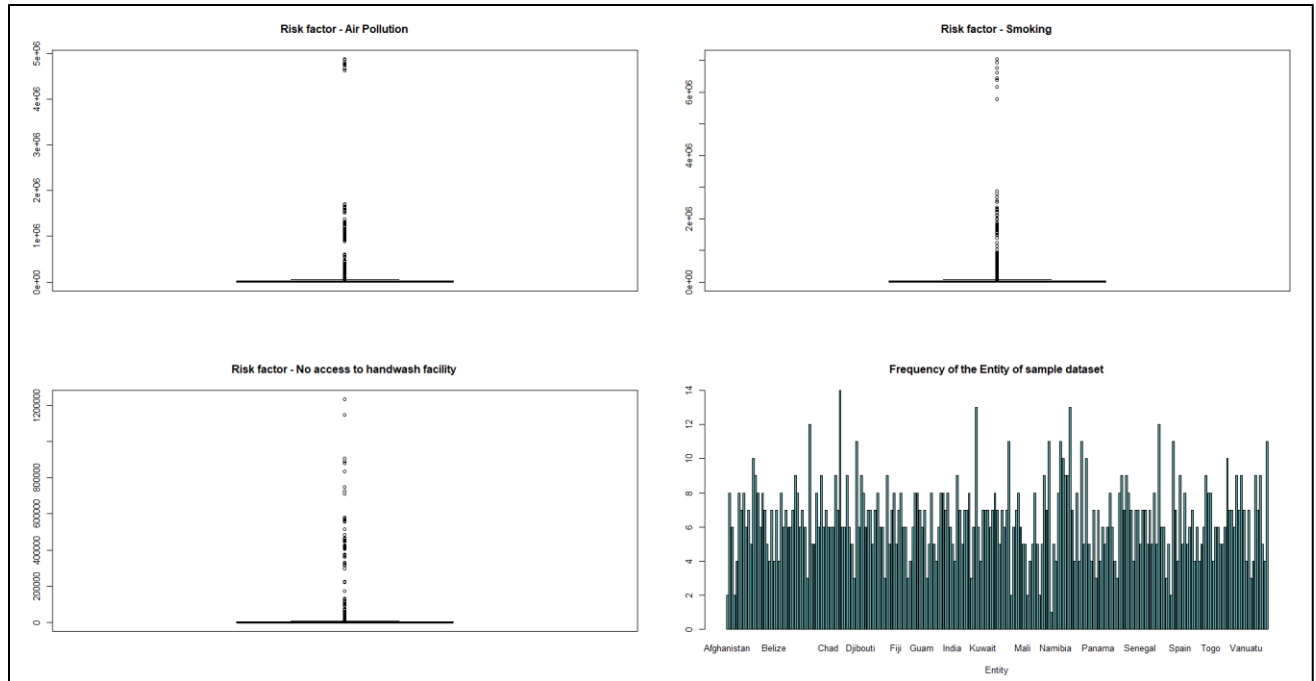 Risk factor - Air Pollution
5e+06
4e+06
3e+06
2e+06
1e+06
0e+00
Risk factor - Smoking
6e+06
4e+06
2e+06
0e+00
Risk factor - No access to handwash facility
1200000
800000
600000
400000
200000
0
Frequency of the Entity of sample dataset
14
12
10
8
6
4
2
0
Afghanistan Belize Chad Djibouti Fiji Guam India Kuwait Mali Namibia Panama Senegal Spain Togo Vanuatu
Entity